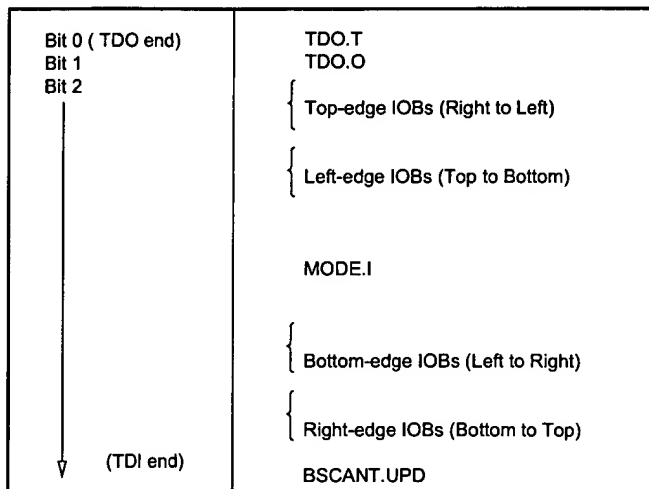 Bit 0 ( TDO end) TDO.T
Bit 1 TDO.O
Bit 2
Top-edge IOBs (Right to Left)
Left-edge IOBs (Top to Bottom)
MODE.I
Bottom-edge IOBs (Left to Right)
Right-edge IOBs (Bottom to Top)
(TDI end)
BSCANT.UPD